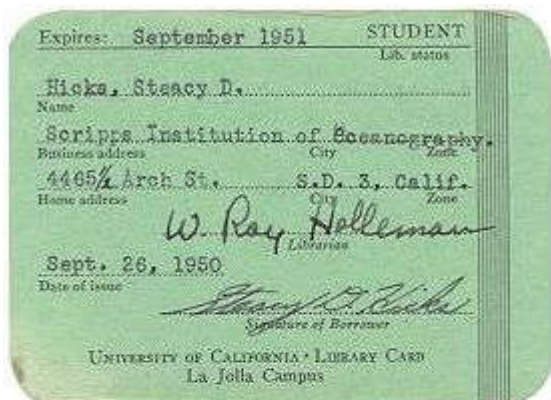 Expires: September 1951 STUDENT
Lib. status
Hicks, Steacy D.
Name
Scripps Institution of Oceanography.
Business address City Zone
4465½ Arch St. S.D. 3, Calif.
Home address City Zone
W. Roy Holleman
Librarian
Sept. 26, 1950
Date of issue
Steacy D. Hicks
Signature of Borrower
UNIVERSITY OF CALIFORNIA · LIBRARY CARD
La Jolla Campus